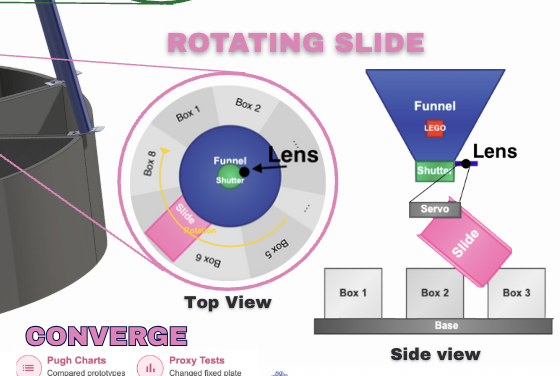 ROTATING SLIDE
Box 1
Box 2
...
Box 8
Funnel
Shutter
Lens
Slide
Rotation
...
Box 6
Box 5
Top View
Funnel
LEGO
Shutter
Lens
Servo
Slide
Box 1
Box 2
Box 3
Base
Side view
CONVERGE
Pugh Charts
Compared prototypes
Proxy Tests
Changed fixed plate